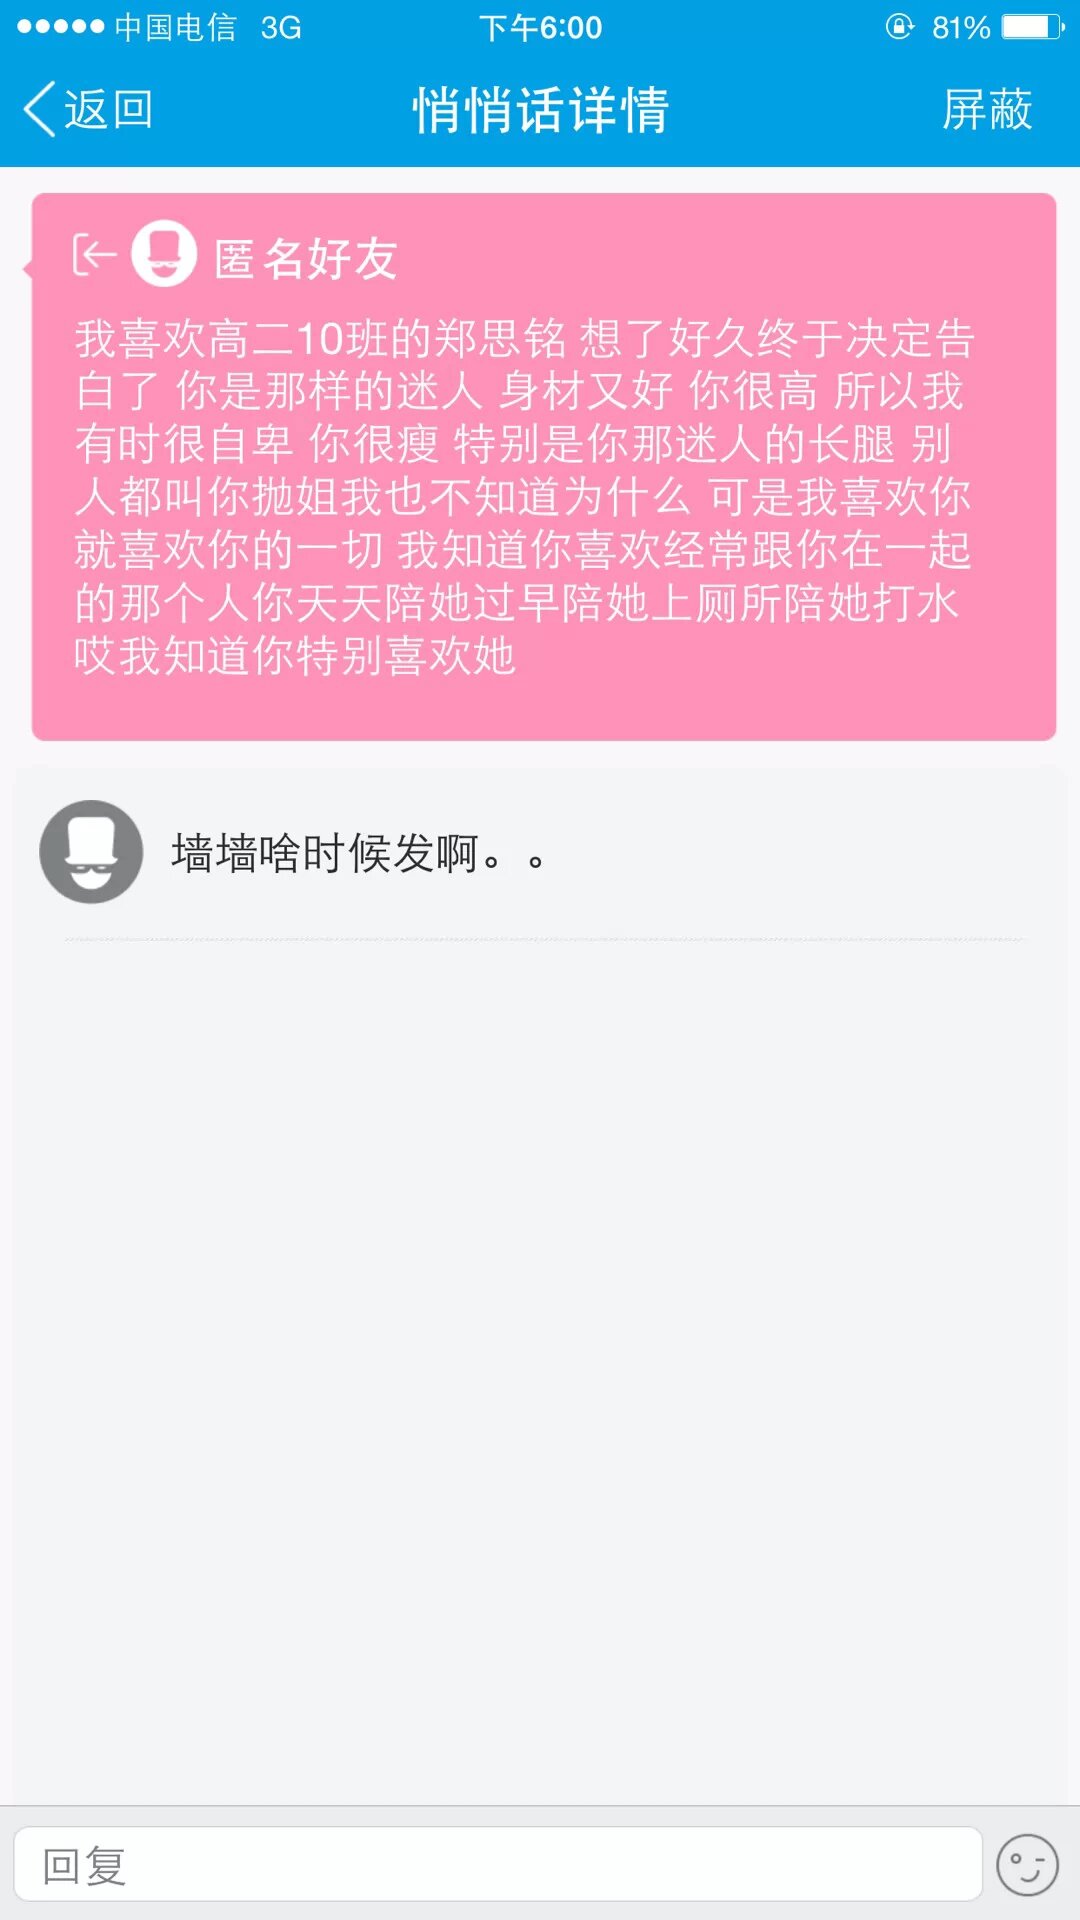 中国电信 3G 下午6:00 81%
返回 悄悄话详情 屏蔽
匿名好友
我喜欢高二10班的郑思铭 想了好久终于决定告
白了 你是那样的迷人 身材又好 你很高 所以我
有时很自卑 你很瘦 特别是你那迷人的长腿 别
人都叫你抛姐我也不知道为什么 可是我喜欢你
就喜欢你的一切 我知道你喜欢经常跟你在一起
的那个人你天天陪她过早陪她上厕所陪她打水
哎我知道你特别喜欢她
墙墙啥时候发啊。。
回复